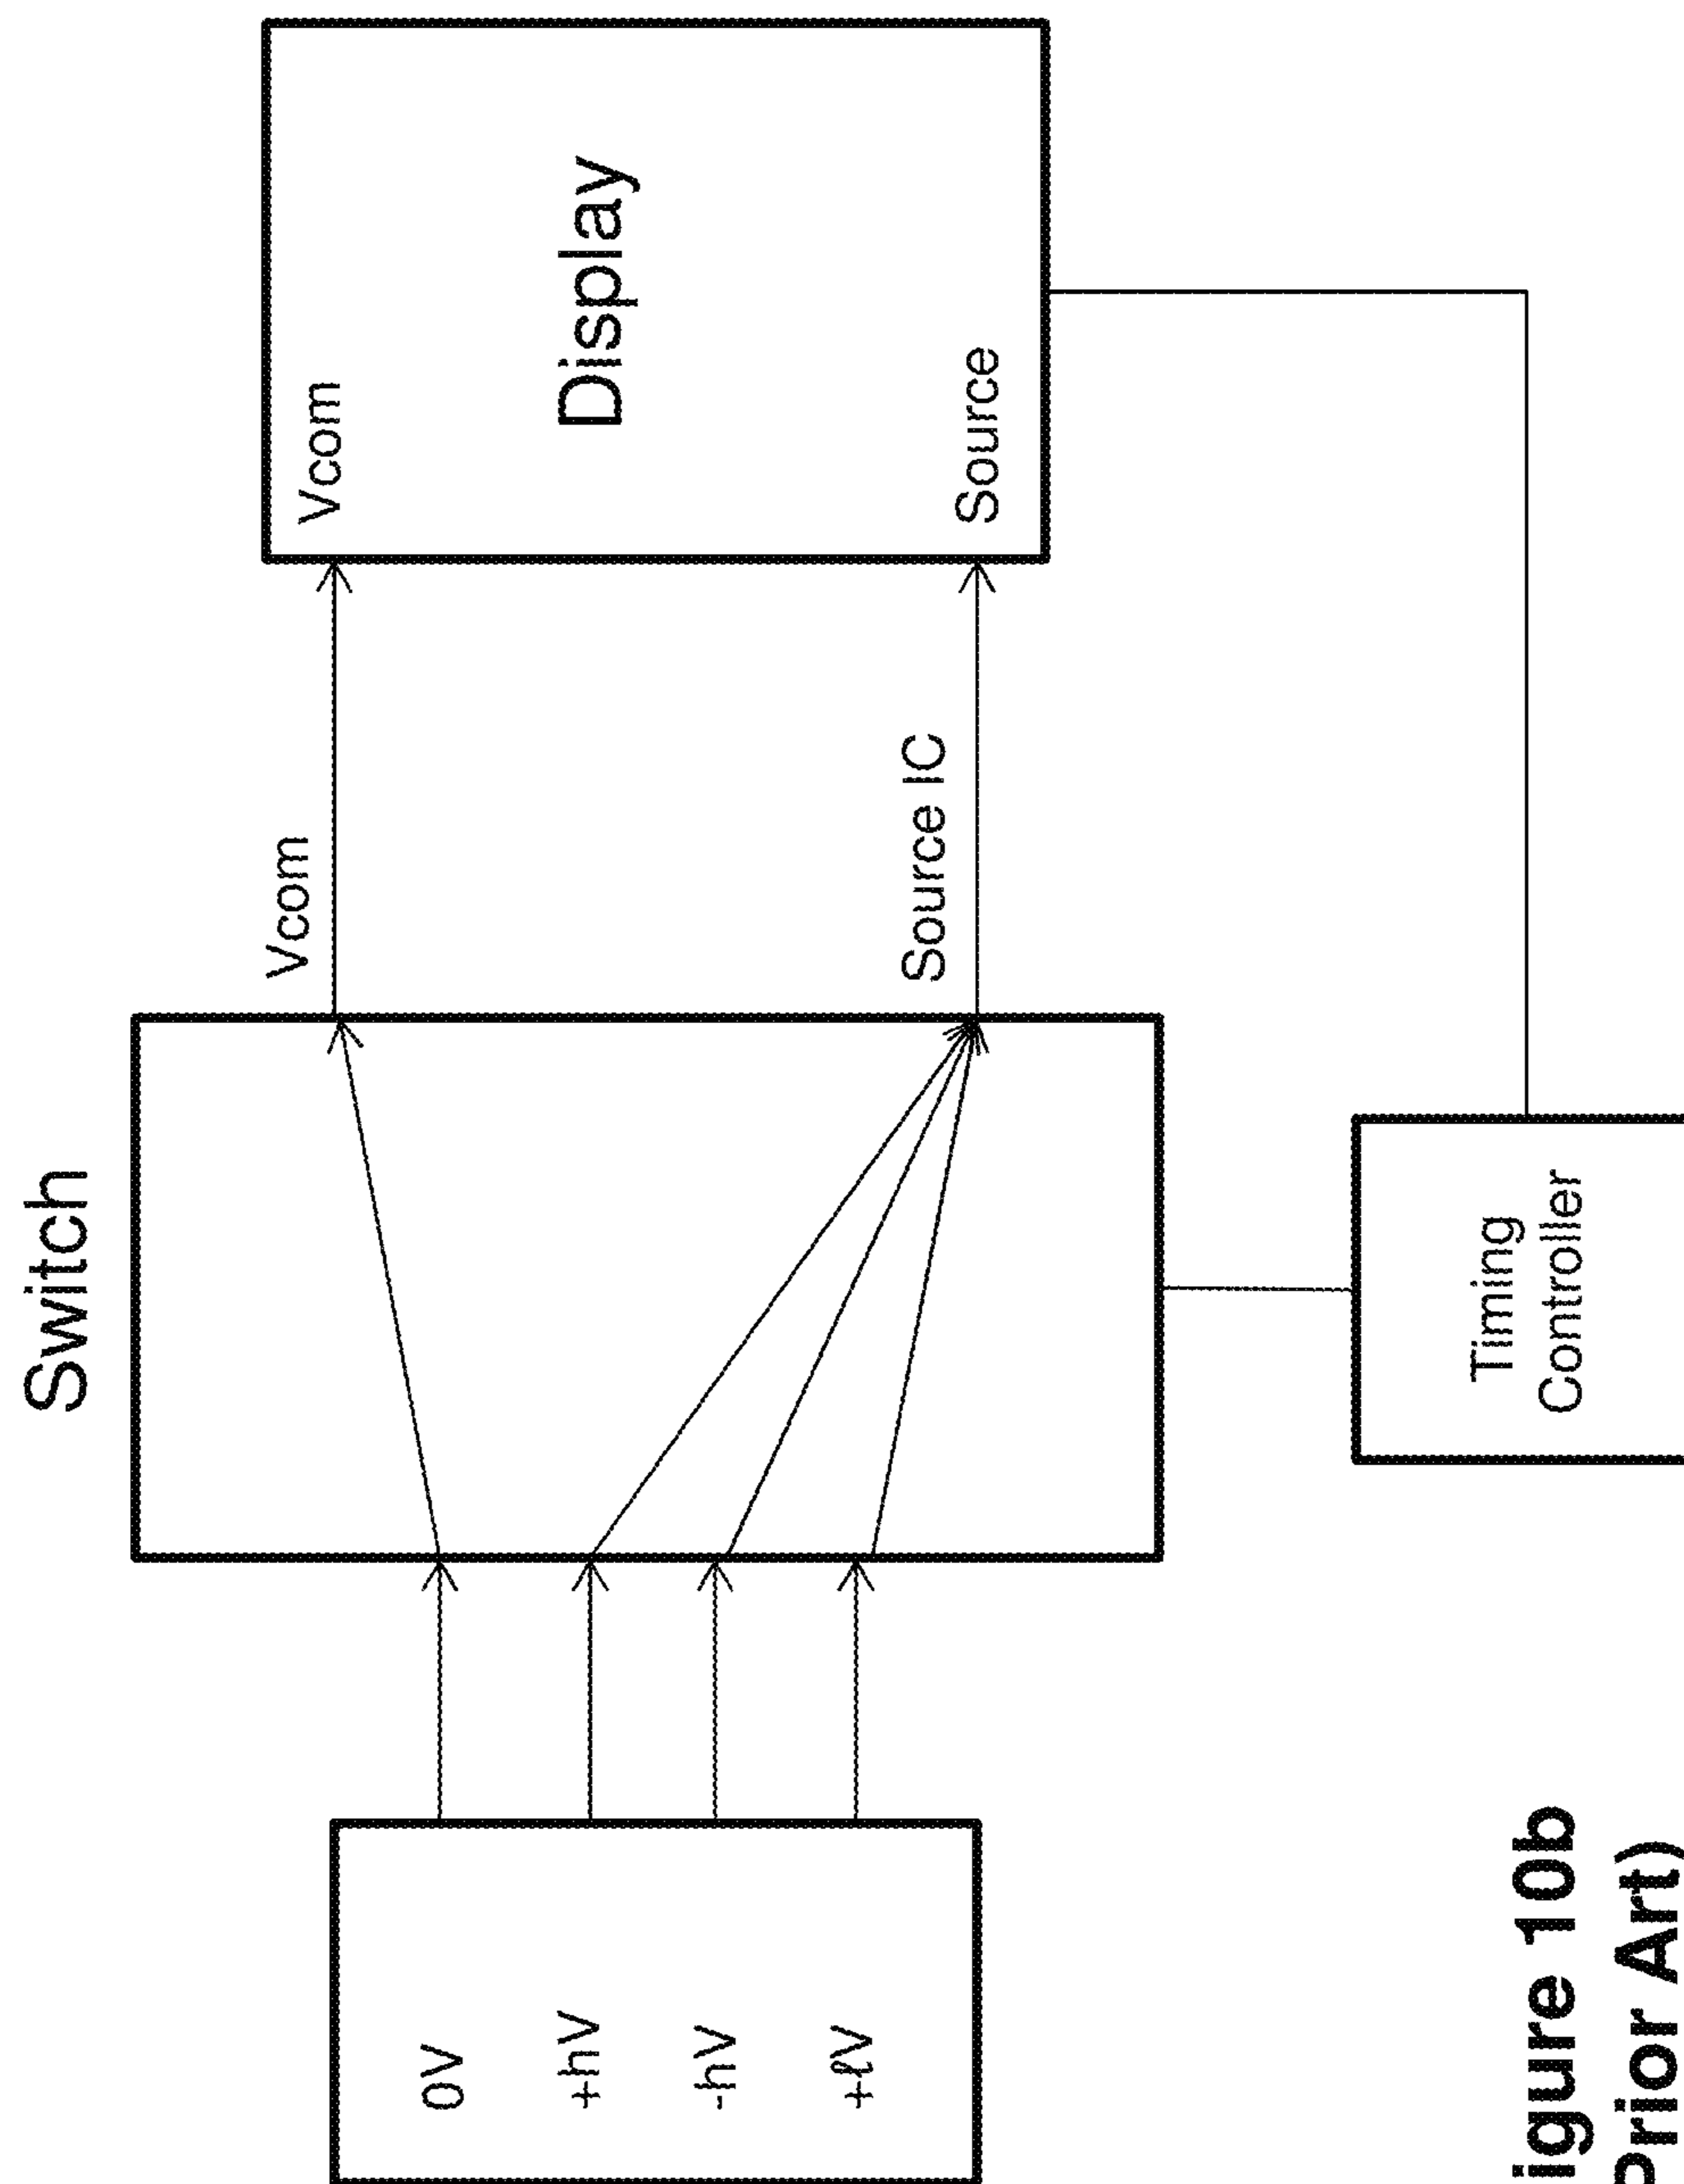 Switch
0V
+hV
-hV
+ℓV
Vcom
Source IC
Vcom
Display
Source
Timing
Controller
igure 10b
Prior Art)